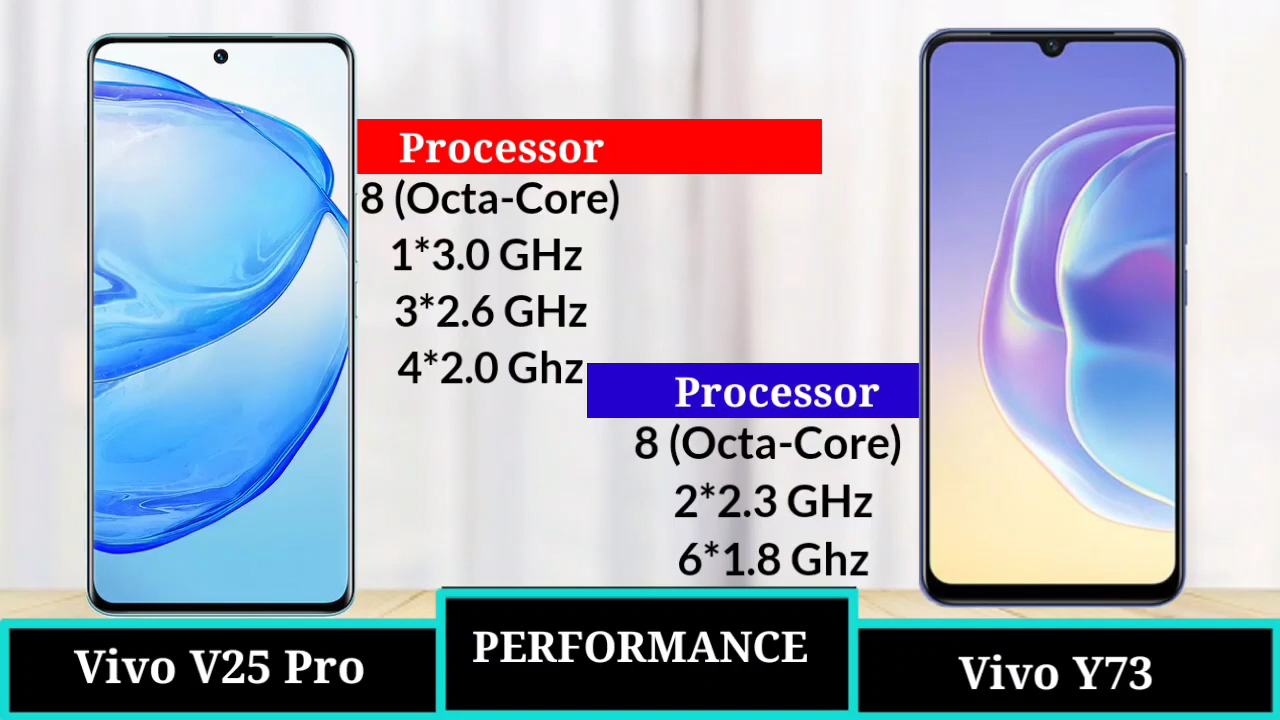 Processor
8 (Octa-Core)
1*3.0 GHz
3*2.6 GHz
4*2.0 Ghz
Processor
8 (Octa-Core)
2*2.3 GHz
6*1.8 Ghz
Vivo V25 Pro
PERFORMANCE
Vivo Y73